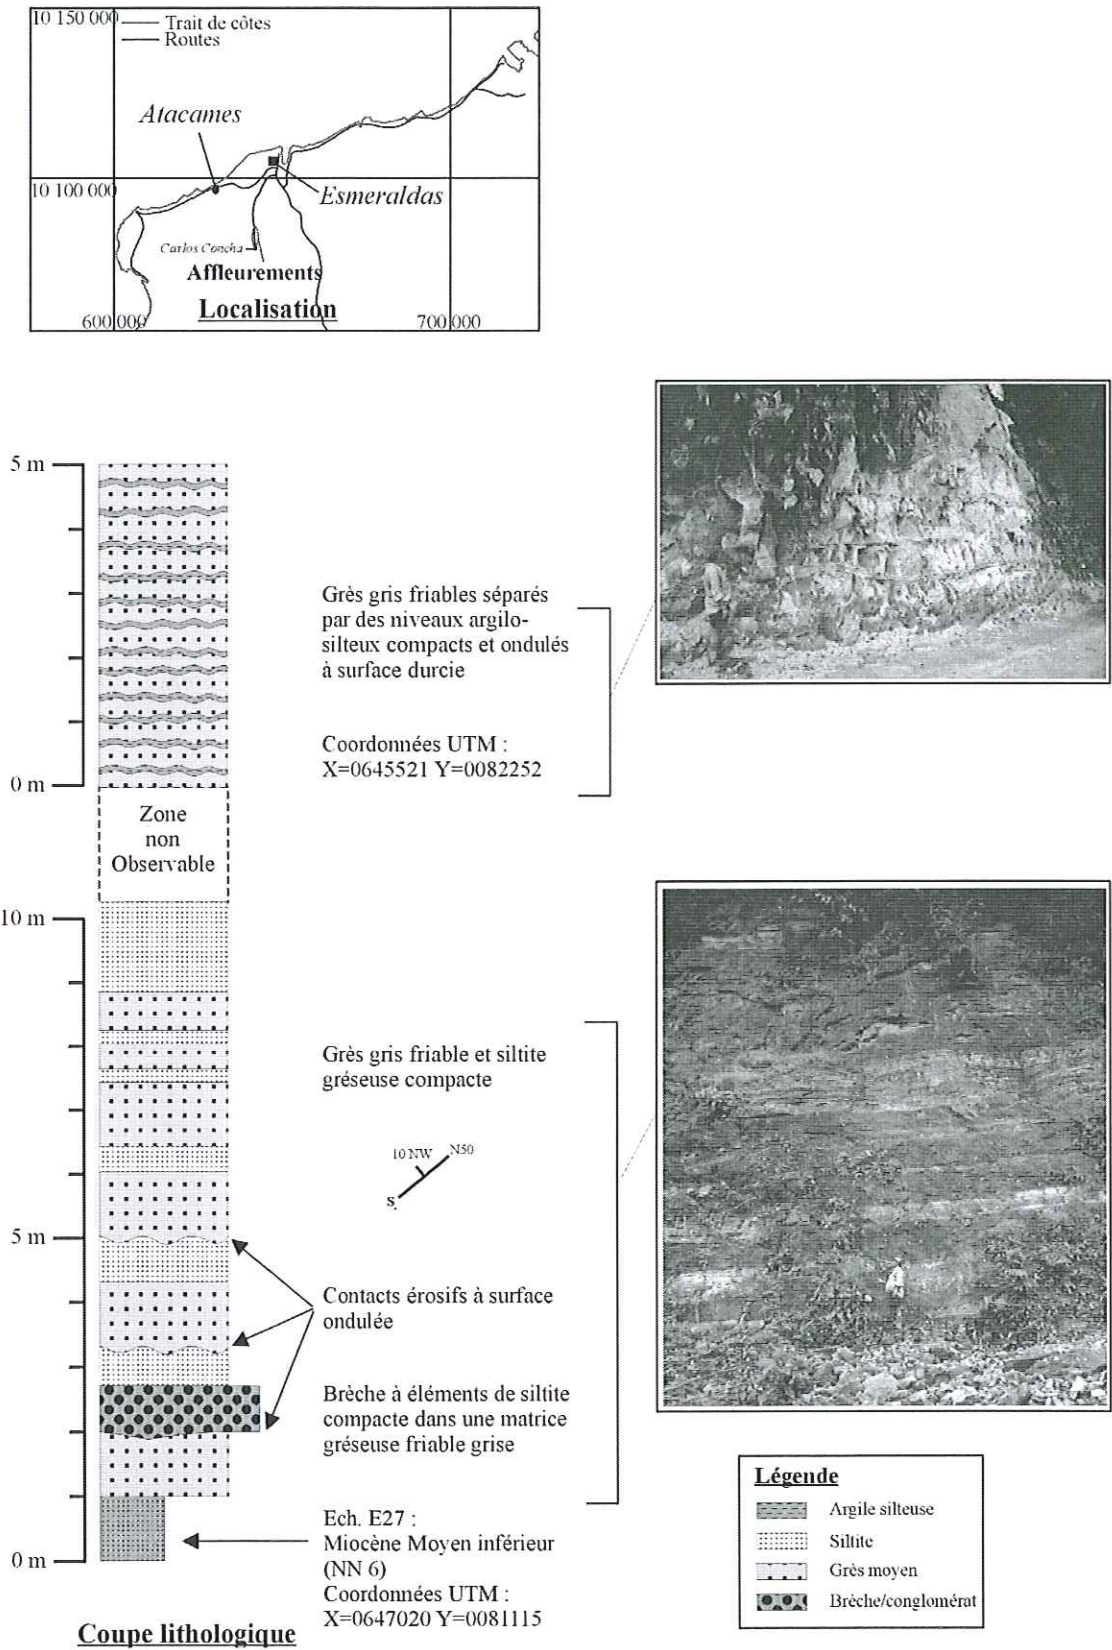 10 150 000
Trait de côtes
Routes
Atacames
10 100 000
Esmeraldas
Carlos Concha
Affleurements
Localisation
600 000
700 000
5 m
Grès gris friables séparés
par des niveaux argilo-
silteux compacts et ondulés
à surface durcie
Coordonnées UTM :
X=0645521 Y=0082252
0 m
Zone
non
Observable
10 m
Grès gris friable et siltite
gréseuse compacte
10 NW
N50
S.
5 m
Contacts érosifs à surface
ondulée
Brèche à éléments de siltite
compacte dans une matrice
gréseuse friable grise
Ech. E27 :
Miocène Moyen inférieur
(NN 6)
Coordonnées UTM :
X=0647020 Y=0081115
0 m
Coupe lithologique
Légende
Argile silteuse
Siltite
Grès moyen
Brèche/conglomérat